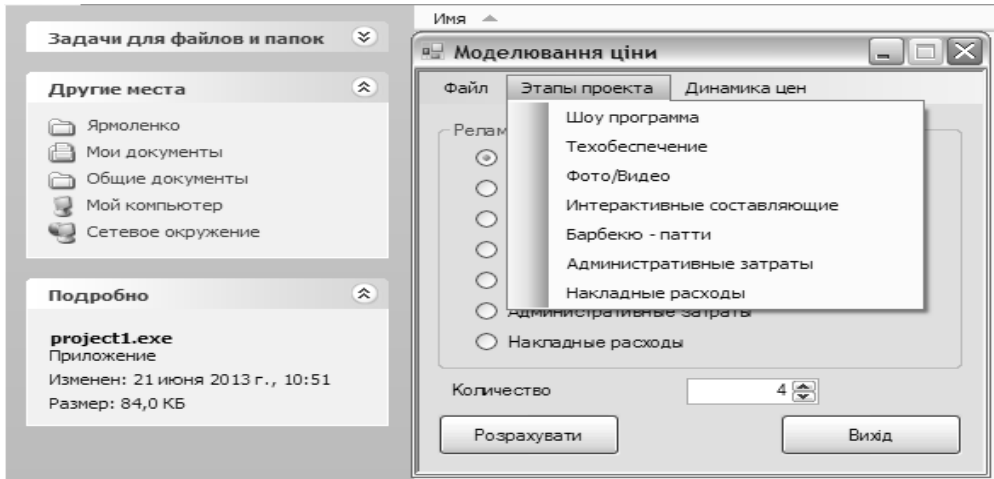 Имя
Задачи для файлов и папок
Другие места
Ярмоленко
Мои документы
Общие документы
Мой компьютер
Сетевое окружение
Подробно
project1.exe
Приложение
Изменен: 21 июня 2013 г., 10:51
Размер: 84,0 КБ
Моделювання ціни
Файл Этапы проекта Динамика цен
Шоу программа
Техобеспечение
Фото/Видео
Интерактивные составляющие
Барбекю - патти
Административные затраты
Накладные расходы
Административные затраты
Накладные расходы
Количество 4
Розрахувати Вихід